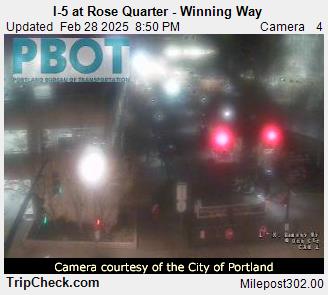 I-5 at Rose Quarter - Winning Way
Updated Feb 28 2025 8:50 PM Camera 4
PBOT
PORTLAND BUREAU OF TRANSPORTATION
Camera courtesy of the City of Portland
TripCheck.com Milepost302.00